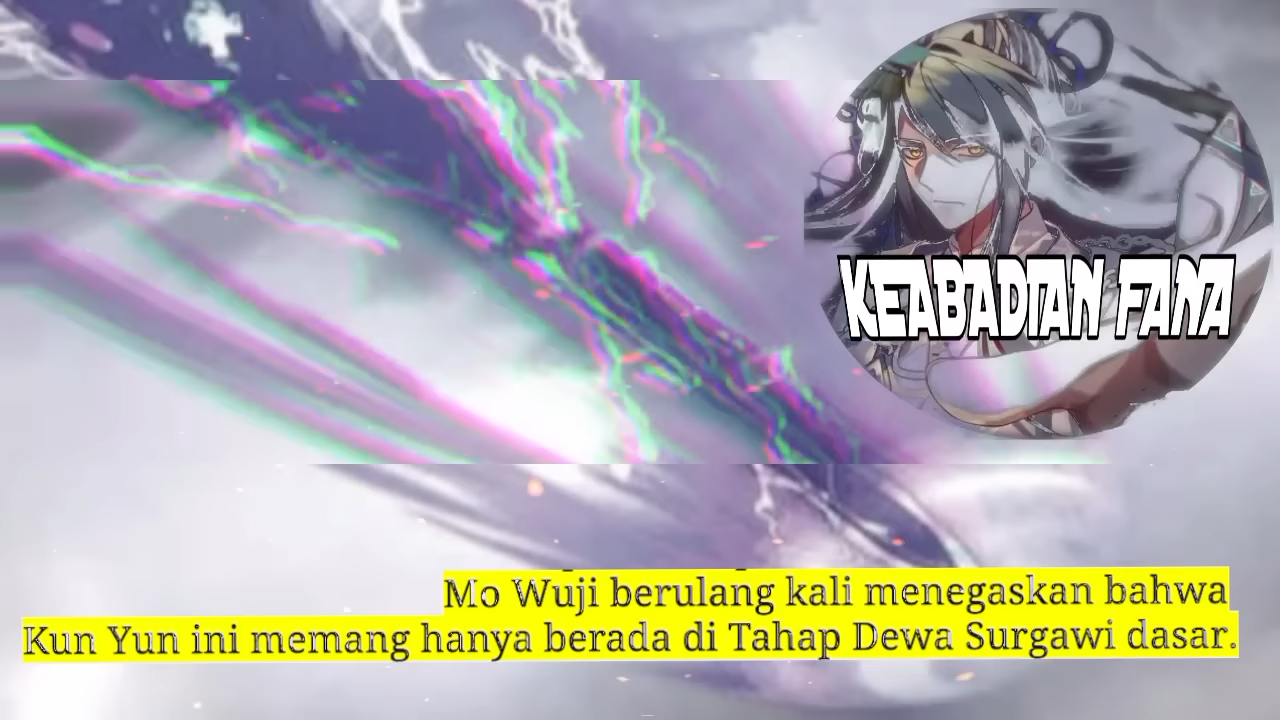 KEABADIAN FANA
Mo Wuji berulang kali menegaskan bahwa
Kun Yun ini memang hanya berada di Tahap Dewa Surgawi dasar.